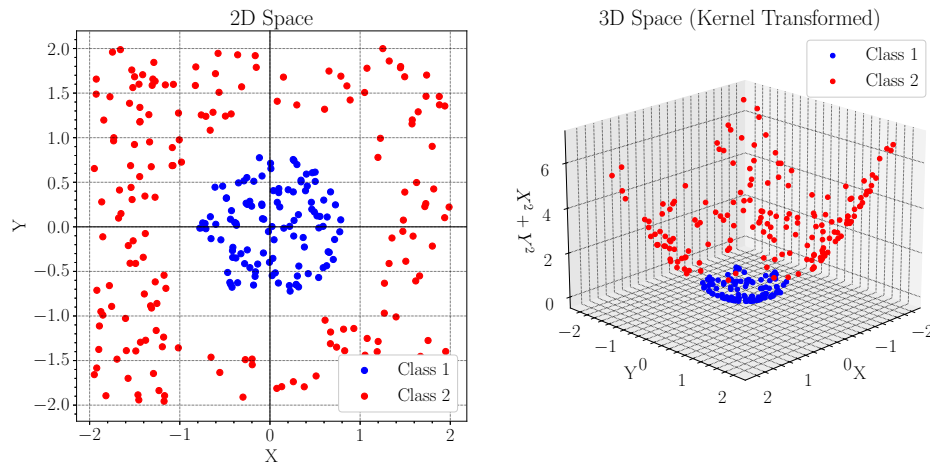 2D Space
2.0
1.5
1.0
0.5
0.0
−0.5
−1.0
−1.5
−2.0
Y
−2
−1
0
1
2
X
Class 1
Class 2
3D Space (Kernel Transformed)
Class 1
Class 2
6
4
2
0
X² + Y²
−2
−1
0
1
2
Y
2
1
0
−1
−2
X